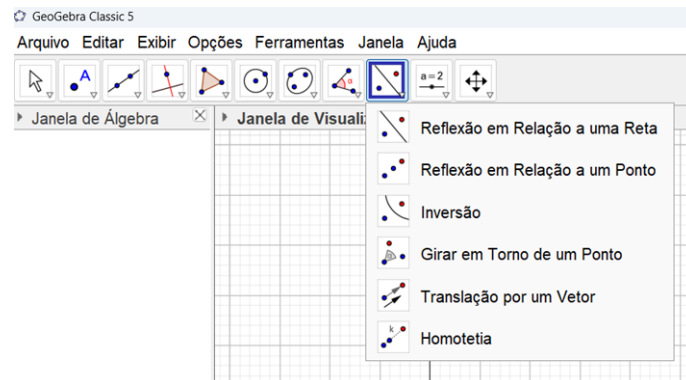 GeoGebra Classic 5
Arquivo Editar Exibir Opções Ferramentas Janela Ajuda
A
α
a=2
Janela de Álgebra
Janela de Visuali
Reflexão em Relação a uma Reta
Reflexão em Relação a um Ponto
Inversão
Girar em Torno de um Ponto
Translação por um Vetor
k
Homotetia